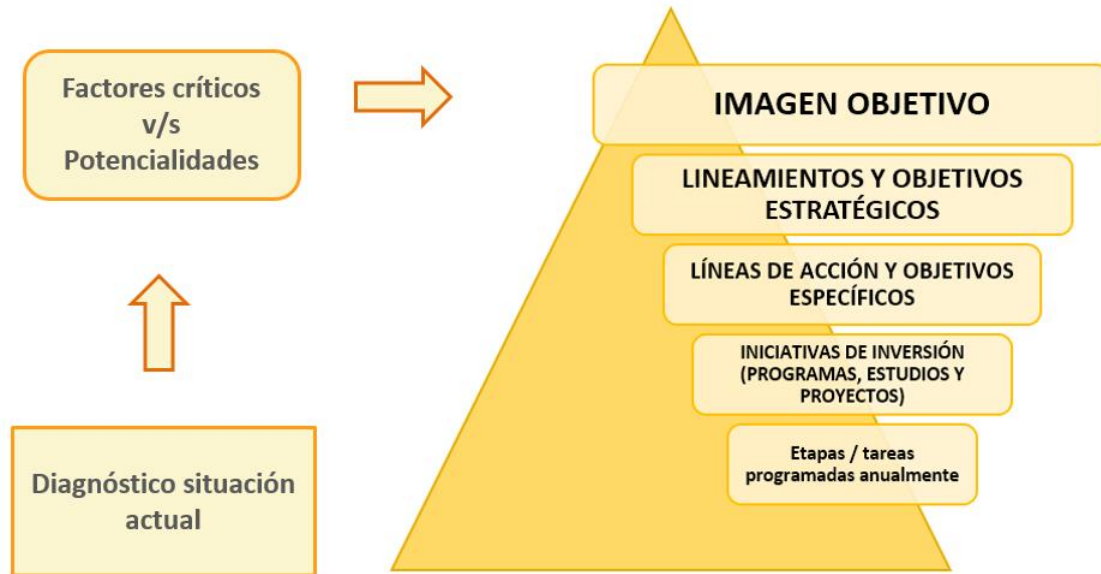 Factores críticos
v/s
Potencialidades
Diagnóstico situación
actual
IMAGEN OBJETIVO
LINEAMIENTOS Y OBJETIVOS
ESTRATÉGICOS
LÍNEAS DE ACCIÓN Y OBJETIVOS
ESPECÍFICOS
INICIATIVAS DE INVERSIÓN
(PROGRAMAS, ESTUDIOS Y
PROYECTOS)
Etapas / tareas
programadas anualmente